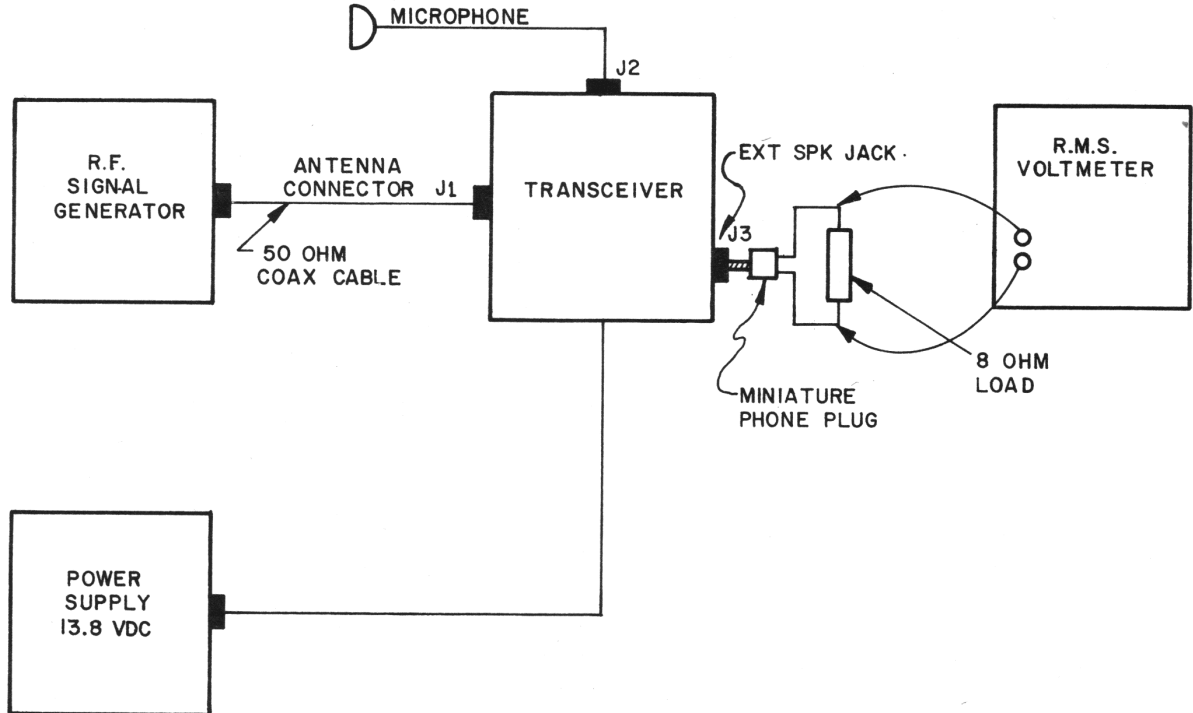 MICROPHONE
J2
R.F.
SIGNAL
GENERATOR
ANTENNA
CONNECTOR
J1
50 OHM
COAX CABLE
TRANSCEIVER
EXT SPK JACK.
J3
R.M.S.
VOLTMETER
8 OHM
LOAD
MINIATURE
PHONE PLUG
POWER
SUPPLY
13.8 VDC